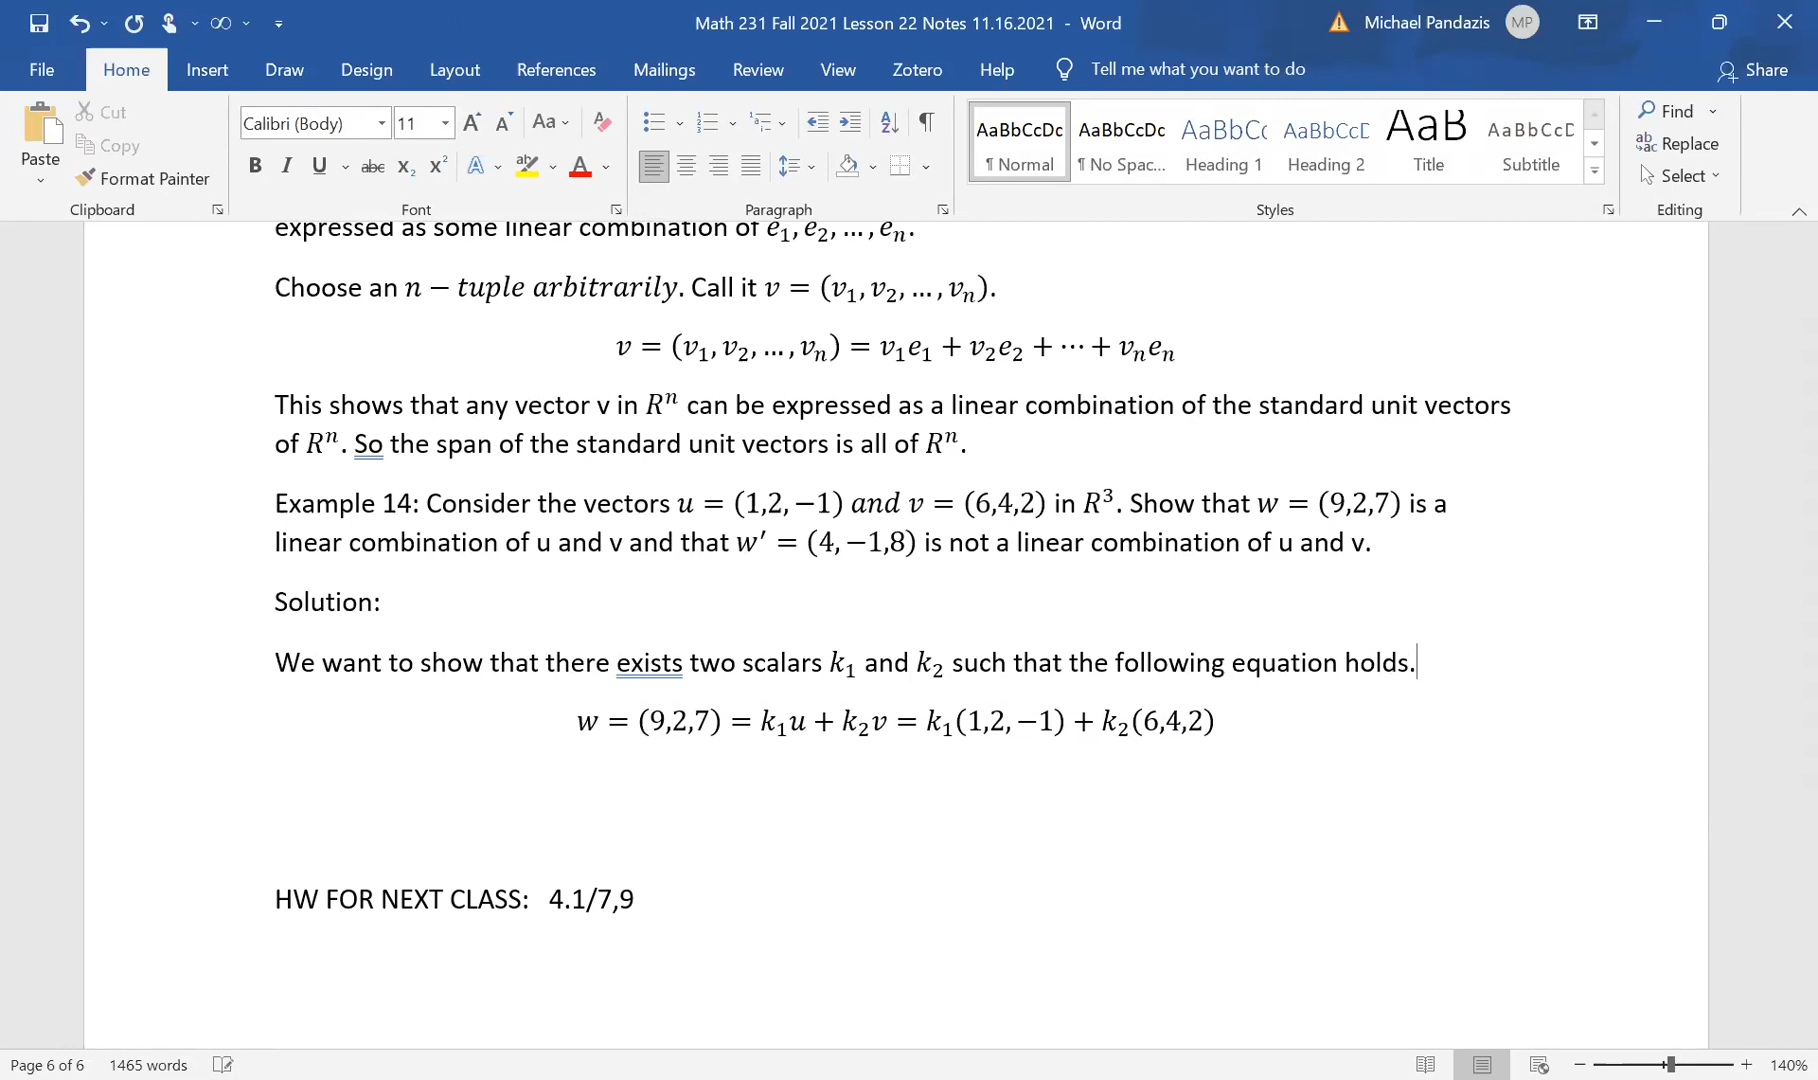 Math 231 Fall 2021 Lesson 22 Notes 11.16.2021 - Word
Michael Pandazis MP
File Home Insert Draw Design Layout References Mailings Review View Zotero Help Tell me what you want to do Share
Paste
Cut
Copy
Format Painter
Clipboard
Calibri (Body) 11
Font
Paragraph
AaBbCcDc AaBbCcDc AaBbCc AaBbCcD AaB AaBbCcD
¶ Normal ¶ No Spac... Heading 1 Heading 2 Title Subtitle
Styles
Find
Replace
Select
Editing
expressed as some linear combination of e₁, e₂, … , eₙ.
Choose an n − tuple arbitrarily. Call it v = (v₁, v₂, … , vₙ).
v = (v₁, v₂, … , vₙ) = v₁e₁ + v₂e₂ + ⋯ + vₙeₙ
This shows that any vector v in Rⁿ can be expressed as a linear combination of the standard unit vectors
of Rⁿ. So the span of the standard unit vectors is all of Rⁿ.
Example 14: Consider the vectors u = (1,2, −1) and v = (6,4,2) in R³. Show that w = (9,2,7) is a
linear combination of u and v and that w′ = (4, −1,8) is not a linear combination of u and v.
Solution:
We want to show that there exists two scalars k₁ and k₂ such that the following equation holds.
w = (9,2,7) = k₁u + k₂v = k₁(1,2, −1) + k₂(6,4,2)
HW FOR NEXT CLASS: 4.1/7,9
Page 6 of 6 1465 words 140%